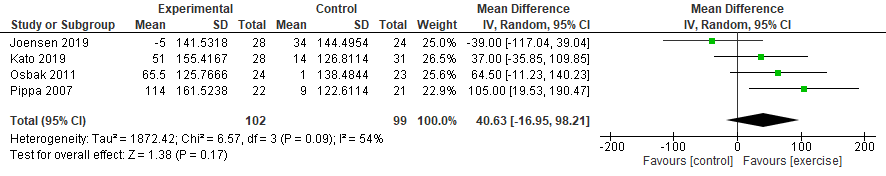 Experimental Control Mean Difference Mean Difference
Study or Subgroup Mean SD Total Mean SD Total Weight IV, Random, 95% CI IV, Random, 95% CI
Joensen 2019 -5 141.5318 28 34 144.4954 24 25.0% -39.00 [-117.04, 39.04]
Kato 2019 51 155.4167 28 14 126.8114 31 26.6% 37.00 [-35.85, 109.85]
Osbak 2011 65.5 125.7666 24 1 138.4844 23 25.6% 64.50 [-11.23, 140.23]
Pippa 2007 114 161.5238 22 9 122.6114 21 22.9% 105.00 [19.53, 190.47]
Total (95% CI) 102 99 100.0% 40.63 [-16.95, 98.21]
Heterogeneity: Tau² = 1872.42; Chi² = 6.57, df = 3 (P = 0.09); I² = 54%
Test for overall effect: Z = 1.38 (P = 0.17)
-200 -100 0 100 200
Favours [control] Favours [exercise]